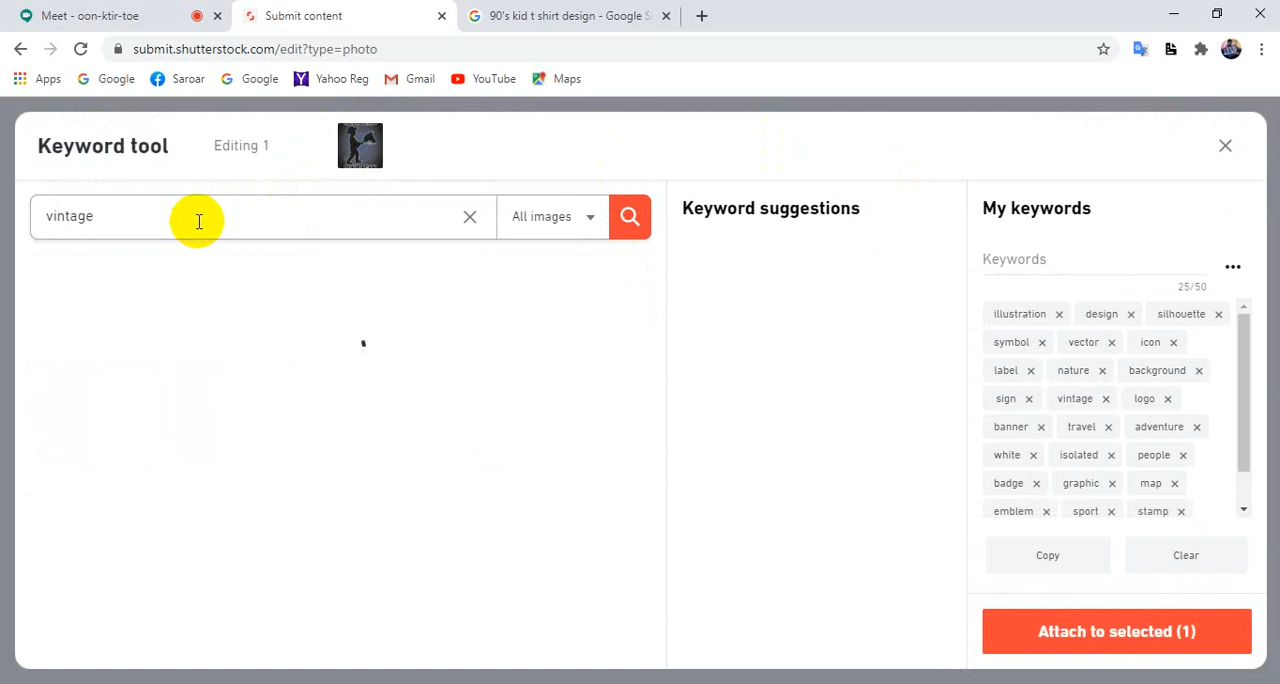 Meet - oon-ktir-toe
Submit content
90's kid t shirt design - Google S
submit.shutterstock.com/edit?type=photo
Apps Google Saroar Google Yahoo Reg Gmail YouTube Maps
Keyword tool Editing 1
vintage All images
Keyword suggestions
My keywords
Keywords
25/50
illustration design silhouette
symbol vector icon
label nature background
sign vintage logo
banner travel adventure
white isolated people
badge graphic map
emblem sport stamp
Copy Clear
Attach to selected (1)